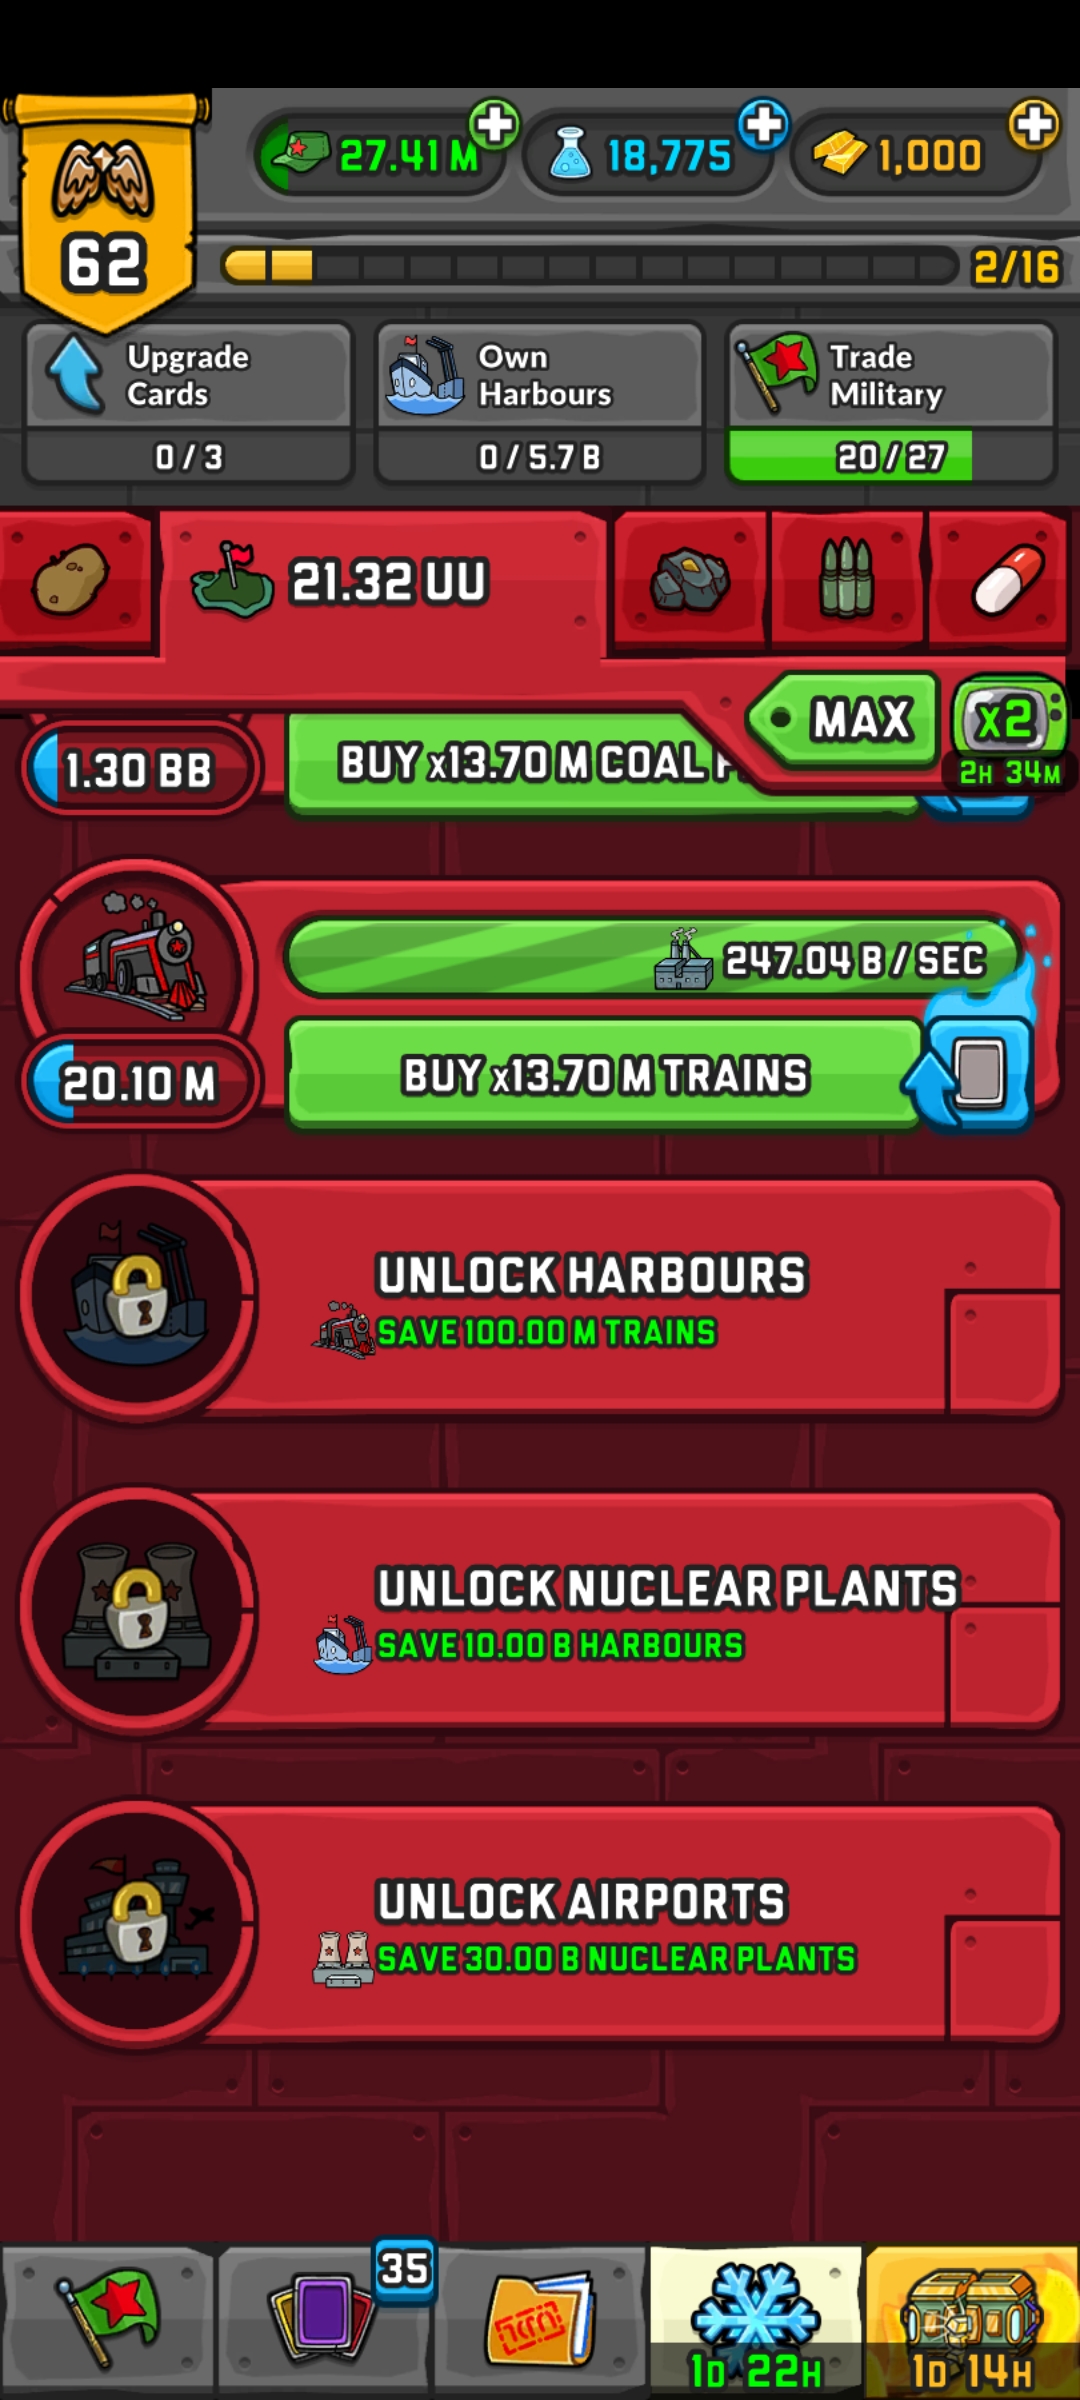 27.41 M
18,775
1,000
62
2/16
Upgrade
Cards
0 / 3
Own
Harbours
0 / 5.7 B
Trade
Military
20 / 27
21.32 UU
MAX
x2
2H 34M
1.30 BB
BUY x13.70 M COAL
247.04 B / SEC
20.10 M
BUY x13.70 M TRAINS
UNLOCK HARBOURS
SAVE 100.00 M TRAINS
UNLOCK NUCLEAR PLANTS
SAVE 10.00 B HARBOURS
UNLOCK AIRPORTS
SAVE 30.00 B NUCLEAR PLANTS
35
1D 22H
1D 14H